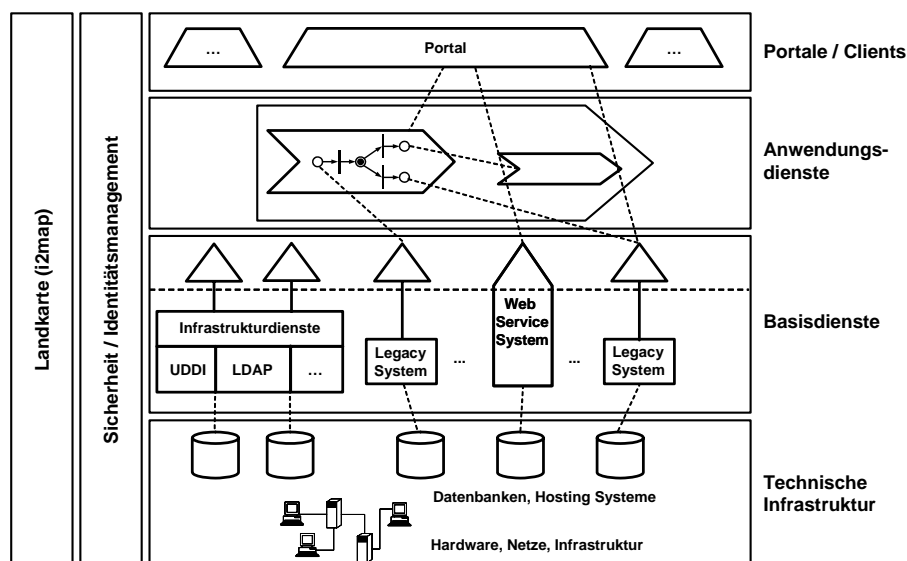 Landkarte (i2map)
Sicherheit / Identitätsmanagement
...
Portal
...
Portale / Clients
Anwendungs-
dienste
Infrastrukturdienste
UDDI
LDAP
...
Legacy
System
...
Web
Service
System
...
Legacy
System
Basisdienste
Datenbanken, Hosting Systeme
Hardware, Netze, Infrastruktur
Technische
Infrastruktur